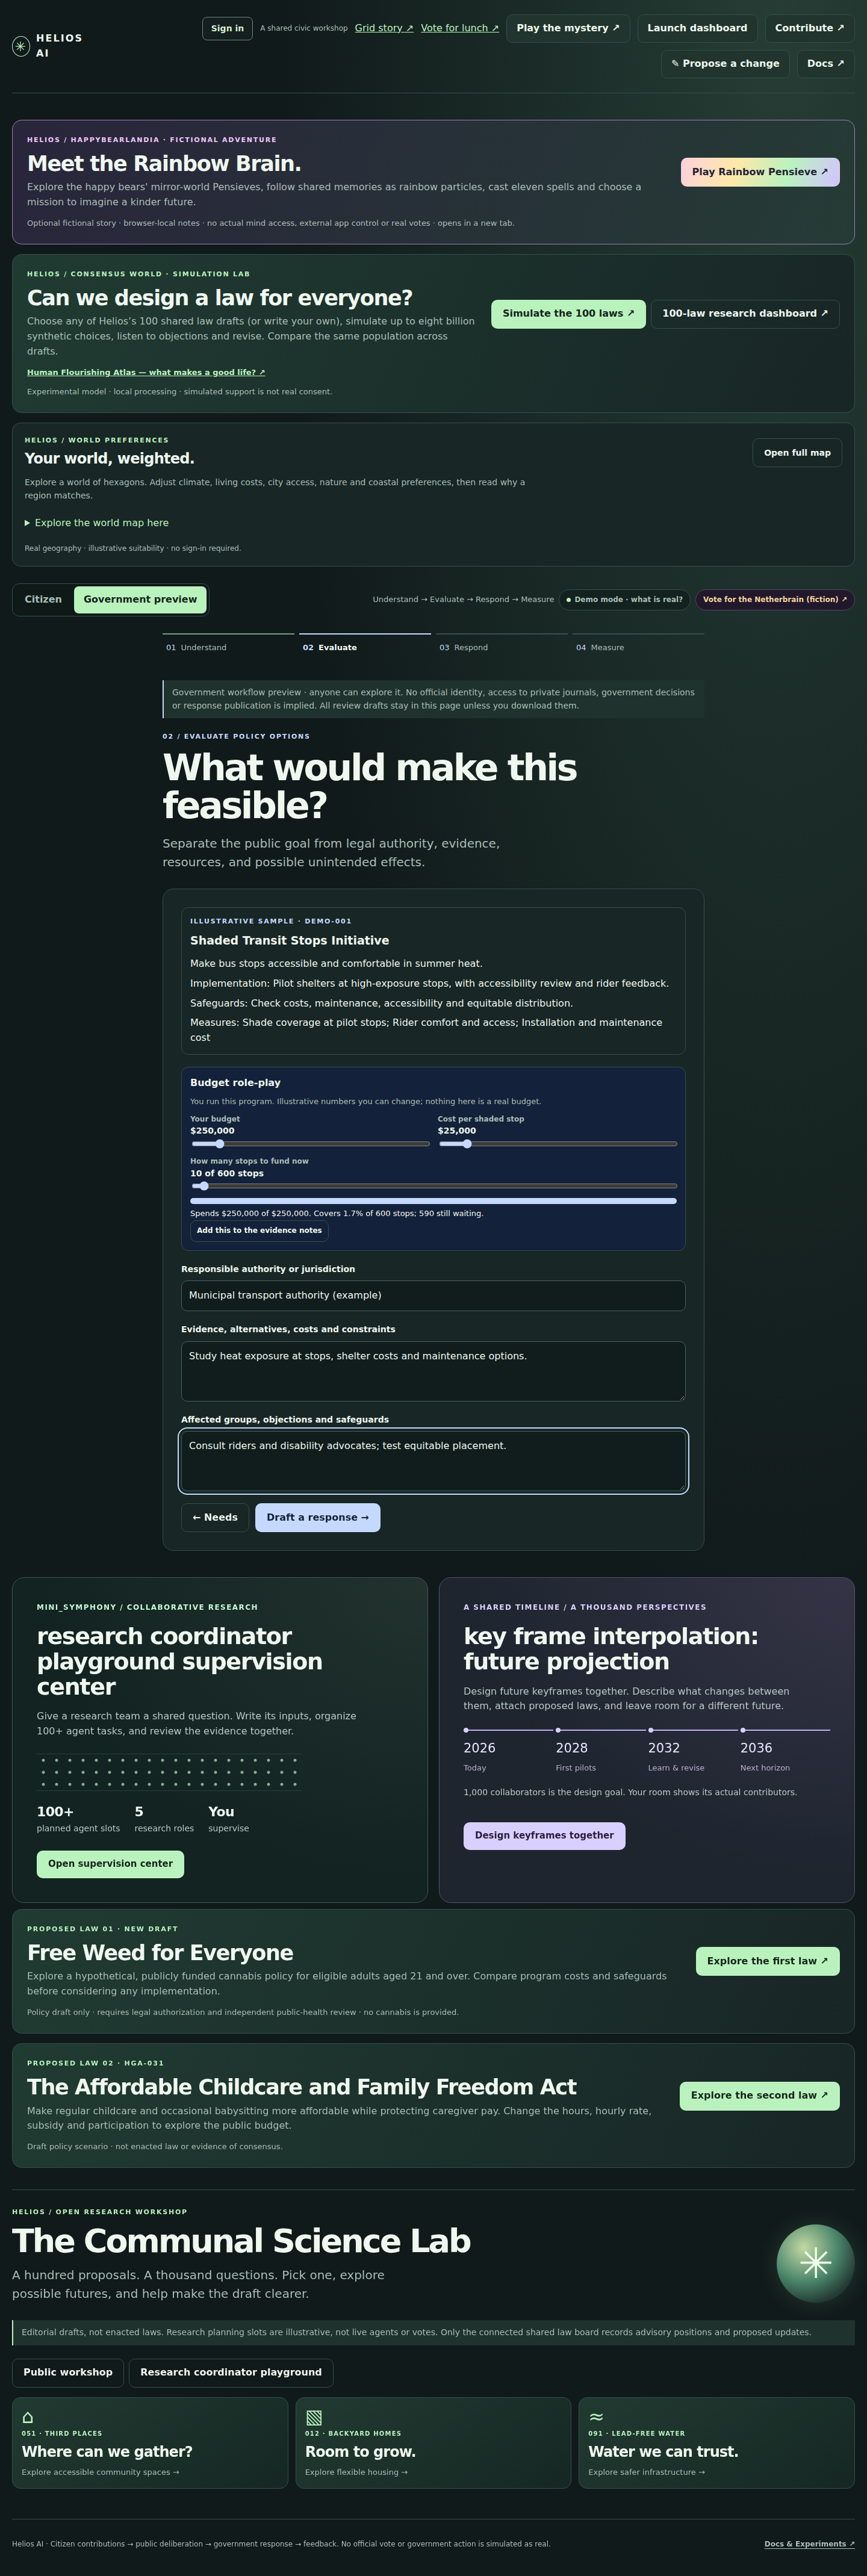 HELIOS
AI
Sign in
A shared civic workshop
Grid story ↗
Vote for lunch ↗
Play the mystery ↗
Launch dashboard
Contribute ↗
✎ Propose a change
Docs ↗
HELIOS / HAPPYBEARLANDIA · FICTIONAL ADVENTURE
Meet the Rainbow Brain.
Explore the happy bears' mirror-world Pensieves, follow shared memories as rainbow particles, cast eleven spells and choose a
mission to imagine a kinder future.
Optional fictional story · browser-local notes · no actual mind access, external app control or real votes · opens in a new tab.
Play Rainbow Pensieve ↗
HELIOS / CONSENSUS WORLD · SIMULATION LAB
Can we design a law for everyone?
Choose any of Helios’s 100 shared law drafts (or write your own), simulate up to eight billion
synthetic choices, listen to objections and revise. Compare the same population across
drafts.
Human Flourishing Atlas — what makes a good life? ↗
Experimental model · local processing · simulated support is not real consent.
Simulate the 100 laws ↗
100-law research dashboard ↗
HELIOS / WORLD PREFERENCES
Your world, weighted.
Explore a world of hexagons. Adjust climate, living costs, city access, nature and coastal preferences, then read why a
region matches.
▶ Explore the world map here
Real geography · illustrative suitability · no sign-in required.
Open full map
Citizen
Government preview
Understand → Evaluate → Respond → Measure
Demo mode · what is real?
Vote for the Netherbrain (fiction) ↗
01 Understand
02 Evaluate
03 Respond
04 Measure
Government workflow preview · anyone can explore it. No official identity, access to private journals, government decisions
or response publication is implied. All review drafts stay in this page unless you download them.
02 / EVALUATE POLICY OPTIONS
What would make this
feasible?
Separate the public goal from legal authority, evidence,
resources, and possible unintended effects.
ILLUSTRATIVE SAMPLE · DEMO-001
Shaded Transit Stops Initiative
Make bus stops accessible and comfortable in summer heat.
Implementation: Pilot shelters at high-exposure stops, with accessibility review and rider feedback.
Safeguards: Check costs, maintenance, accessibility and equitable distribution.
Measures: Shade coverage at pilot stops; Rider comfort and access; Installation and maintenance
cost
Budget role-play
You run this program. Illustrative numbers you can change; nothing here is a real budget.
Your budget
$250,000
Cost per shaded stop
$25,000
How many stops to fund now
10 of 600 stops
Spends $250,000 of $250,000. Covers 1.7% of 600 stops; 590 still waiting.
Add this to the evidence notes
Responsible authority or jurisdiction
Municipal transport authority (example)
Evidence, alternatives, costs and constraints
Study heat exposure at stops, shelter costs and maintenance options.
Affected groups, objections and safeguards
Consult riders and disability advocates; test equitable placement.
← Needs
Draft a response →
MINI_SYMPHONY / COLLABORATIVE RESEARCH
research coordinator
playground supervision
center
Give a research team a shared question. Write its inputs, organize
100+ agent tasks, and review the evidence together.
100+
planned agent slots
5
research roles
You
supervise
Open supervision center
A SHARED TIMELINE / A THOUSAND PERSPECTIVES
key frame interpolation:
future projection
Design future keyframes together. Describe what changes between
them, attach proposed laws, and leave room for a different future.
2026
Today
2028
First pilots
2032
Learn & revise
2036
Next horizon
1,000 collaborators is the design goal. Your room shows its actual contributors.
Design keyframes together
PROPOSED LAW 01 · NEW DRAFT
Free Weed for Everyone
Explore a hypothetical, publicly funded cannabis policy for eligible adults aged 21 and over. Compare program costs and safeguards
before considering any implementation.
Policy draft only · requires legal authorization and independent public-health review · no cannabis is provided.
Explore the first law ↗
PROPOSED LAW 02 · HGA-031
The Affordable Childcare and Family Freedom Act
Make regular childcare and occasional babysitting more affordable while protecting caregiver pay. Change the hours, hourly rate,
subsidy and participation to explore the public budget.
Draft policy scenario · not enacted law or evidence of consensus.
Explore the second law ↗
HELIOS / OPEN RESEARCH WORKSHOP
The Communal Science Lab
A hundred proposals. A thousand questions. Pick one, explore
possible futures, and help make the draft clearer.
Editorial drafts, not enacted laws. Research planning slots are illustrative, not live agents or votes. Only the connected shared law board records advisory positions and proposed updates.
Public workshop
Research coordinator playground
051 · THIRD PLACES
Where can we gather?
Explore accessible community spaces →
012 · BACKYARD HOMES
Room to grow.
Explore flexible housing →
091 · LEAD-FREE WATER
Water we can trust.
Explore safer infrastructure →
Helios AI · Citizen contributions → public deliberation → government response → feedback. No official vote or government action is simulated as real.
Docs & Experiments ↗